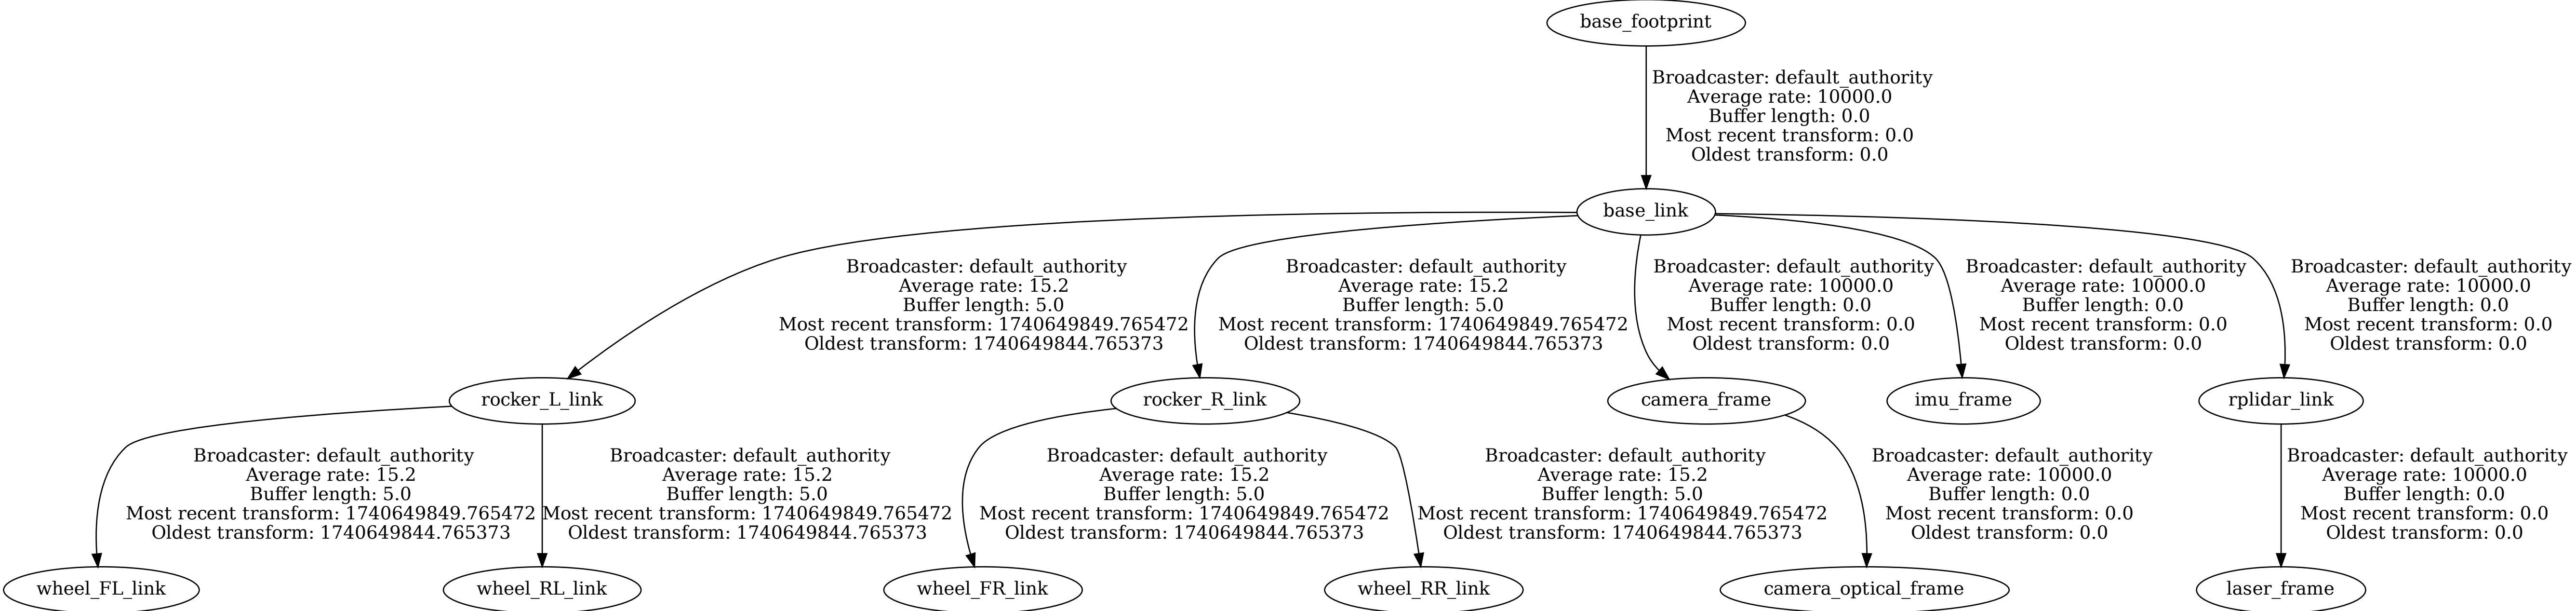 base_footprint
Broadcaster: default_authority
Average rate: 10000.0
Buffer length: 0.0
Most recent transform: 0.0
Oldest transform: 0.0
base_link
Broadcaster: default_authority
Average rate: 15.2
Buffer length: 5.0
Most recent transform: 1740649849.765472
Oldest transform: 1740649844.765373
Broadcaster: default_authority
Average rate: 15.2
Buffer length: 5.0
Most recent transform: 1740649849.765472
Oldest transform: 1740649844.765373
Broadcaster: default_authority
Average rate: 10000.0
Buffer length: 0.0
Most recent transform: 0.0
Oldest transform: 0.0
Broadcaster: default_authority
Average rate: 10000.0
Buffer length: 0.0
Most recent transform: 0.0
Oldest transform: 0.0
Broadcaster: default_authority
Average rate: 10000.0
Buffer length: 0.0
Most recent transform: 0.0
Oldest transform: 0.0
rocker_L_link
rocker_R_link
camera_frame
imu_frame
rplidar_link
Broadcaster: default_authority
Average rate: 15.2
Buffer length: 5.0
Most recent transform: 1740649849.765472
Oldest transform: 1740649844.765373
Broadcaster: default_authority
Average rate: 15.2
Buffer length: 5.0
Most recent transform: 1740649849.765472
Oldest transform: 1740649844.765373
Broadcaster: default_authority
Average rate: 15.2
Buffer length: 5.0
Most recent transform: 1740649849.765472
Oldest transform: 1740649844.765373
Broadcaster: default_authority
Average rate: 15.2
Buffer length: 5.0
Most recent transform: 1740649849.765472
Oldest transform: 1740649844.765373
Broadcaster: default_authority
Average rate: 10000.0
Buffer length: 0.0
Most recent transform: 0.0
Oldest transform: 0.0
Broadcaster: default_authority
Average rate: 10000.0
Buffer length: 0.0
Most recent transform: 0.0
Oldest transform: 0.0
wheel_FL_link
wheel_RL_link
wheel_FR_link
wheel_RR_link
camera_optical_frame
laser_frame